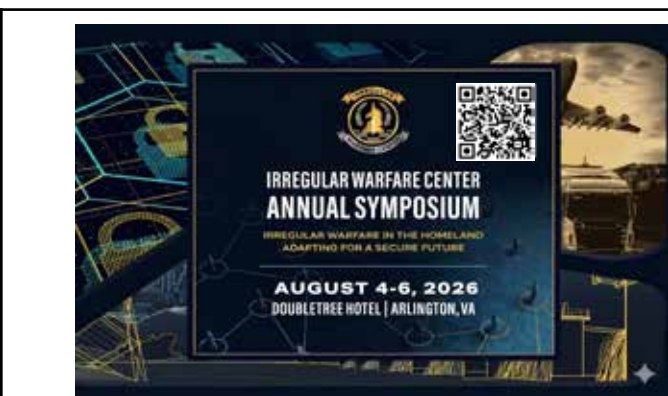 IRREGULAR
IRREGULAR WARFARE CENTER
ANNUAL SYMPOSIUM
IRREGULAR WARFARE IN THE HOMELAND
ADAPTING FOR A SECURE FUTURE
AUGUST 4-6, 2026
DOUBLETREE HOTEL | ARLINGTON, VA